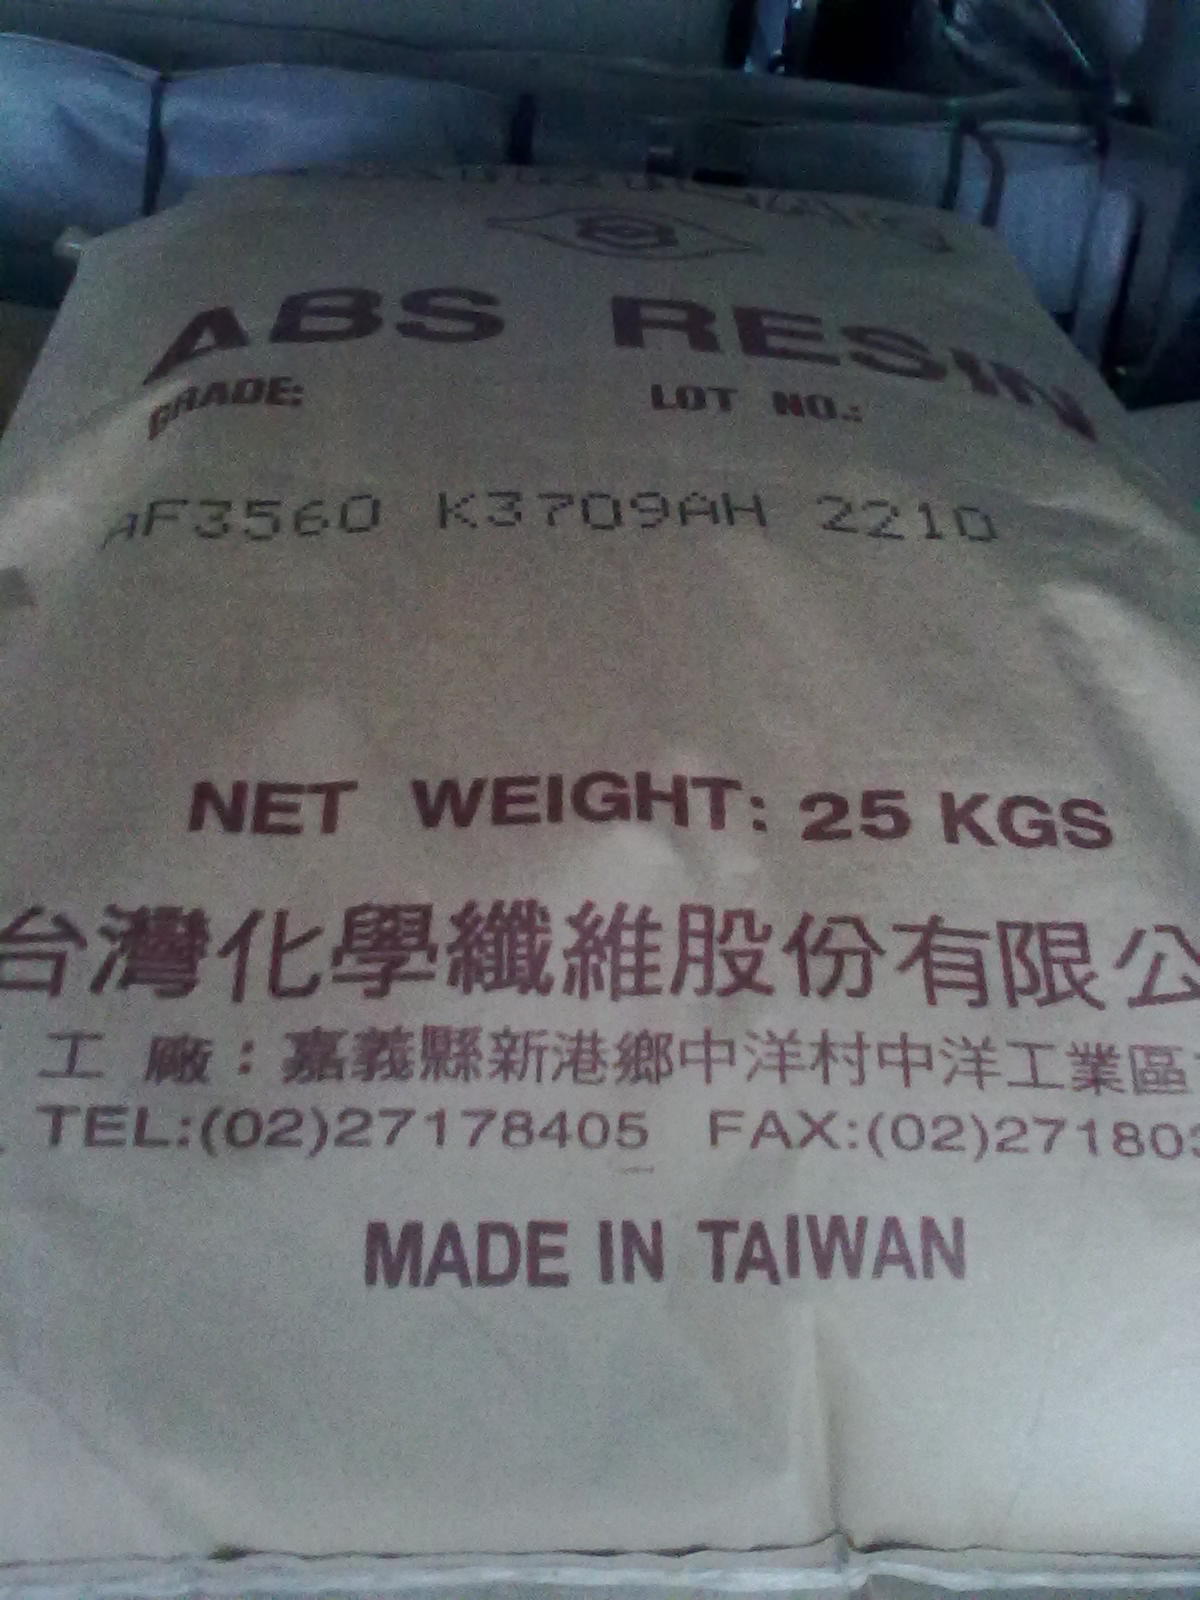 ABS RESIN
GRADE: LOT NO.:
AF3560 K3709AH 2210
NET WEIGHT: 25 KGS
台灣化學纖維股份有限公
工 廠：嘉義縣新港鄉中洋村中洋工業區
TEL:(02)27178405 FAX:(02)271803
MADE IN TAIWAN